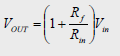 V_OUT = (1 + R_f / R_in) V_in